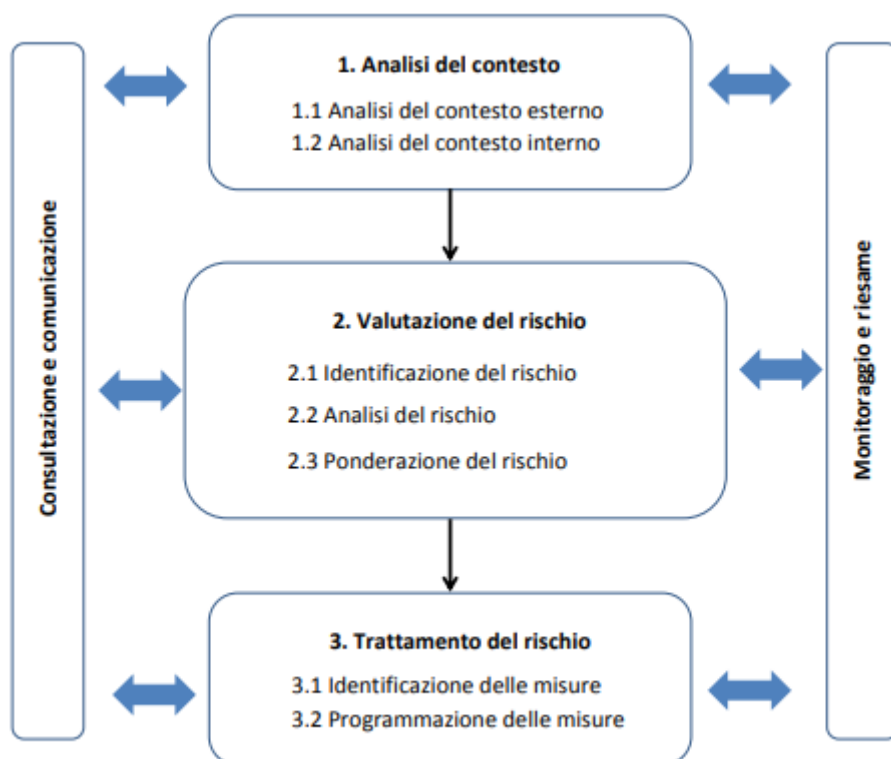 Consultazione e comunicazione
1. Analisi del contesto
1.1 Analisi del contesto esterno
1.2 Analisi del contesto interno
2. Valutazione del rischio
2.1 Identificazione del rischio
2.2 Analisi del rischio
2.3 Ponderazione del rischio
3. Trattamento del rischio
3.1 Identificazione delle misure
3.2 Programmazione delle misure
Monitoraggio e riesame